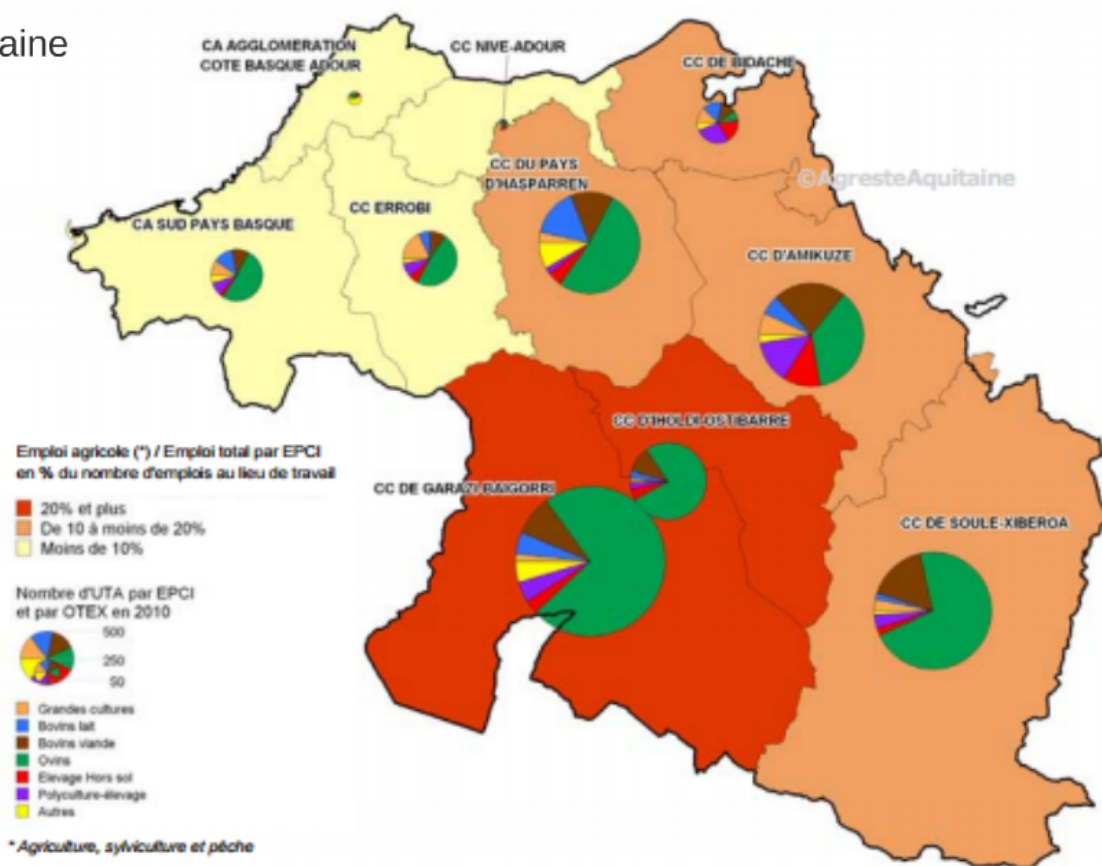 aine
CA AGGLOMERATION
COTE BASQUE ADOUR
CC NIVE-ADOUR
CC DE BIDACHE
CC DU PAYS
D'HASPARREN
©AgresteAquitaine
CC ERROBI
CA SUD PAYS BASQUE
CC D'AMIKUZE
CC D'IHOLDI-OSTIBARRE
CC DE GARAZI-BAIGORRI
CC DE SOULE-XIBEROA
Emploi agricole (*) / Emploi total par EPCI
en % du nombre d'emplois au lieu de travail
20% et plus
De 10 à moins de 20%
Moins de 10%
Nombre d'UTA par EPCI
et par OTEX en 2010
500
250
50
Grandes cultures
Bovins lait
Bovins viande
Ovins
Elevage Hors sol
Polyculture-élevage
Autres
* Agriculture, sylviculture et pêche